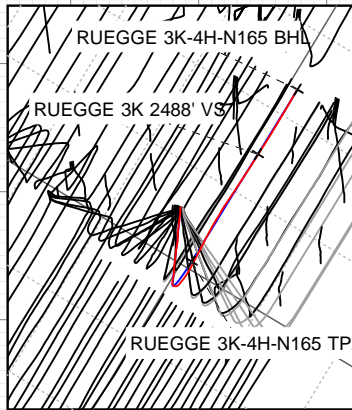 RUEGGE 3K-4H-N165 BHL
RUEGGE 3K 2488' VS
RUEGGE 3K-4H-N165 TP